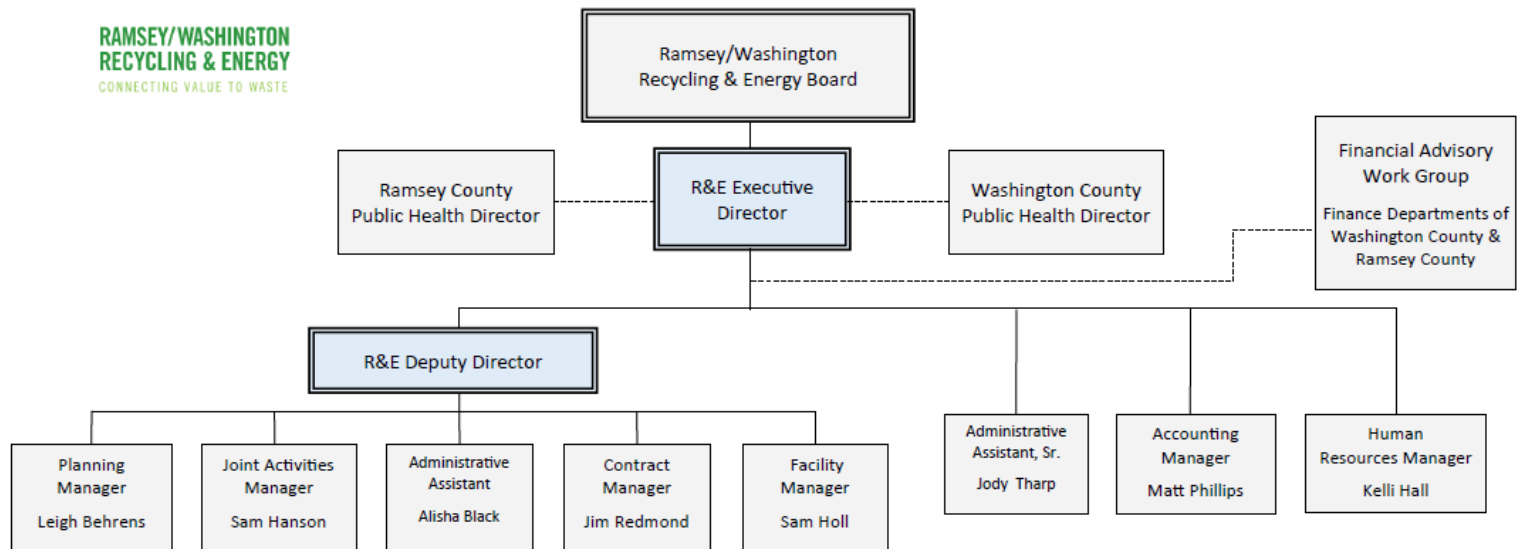 RAMSEY/WASHINGTON
RECYCLING & ENERGY
CONNECTING VALUE TO WASTE
Ramsey/Washington
Recycling & Energy Board
Ramsey County
Public Health Director
R&E Executive
Director
Washington County
Public Health Director
Financial Advisory
Work Group
Finance Departments of
Washington County &
Ramsey County
R&E Deputy Director
Planning
Manager
Leigh Behrens
Joint Activities
Manager
Sam Hanson
Administrative
Assistant
Alisha Black
Contract
Manager
Jim Redmond
Facility
Manager
Sam Holl
Administrative
Assistant, Sr.
Jody Tharp
Accounting
Manager
Matt Phillips
Human
Resources Manager
Kelli Hall